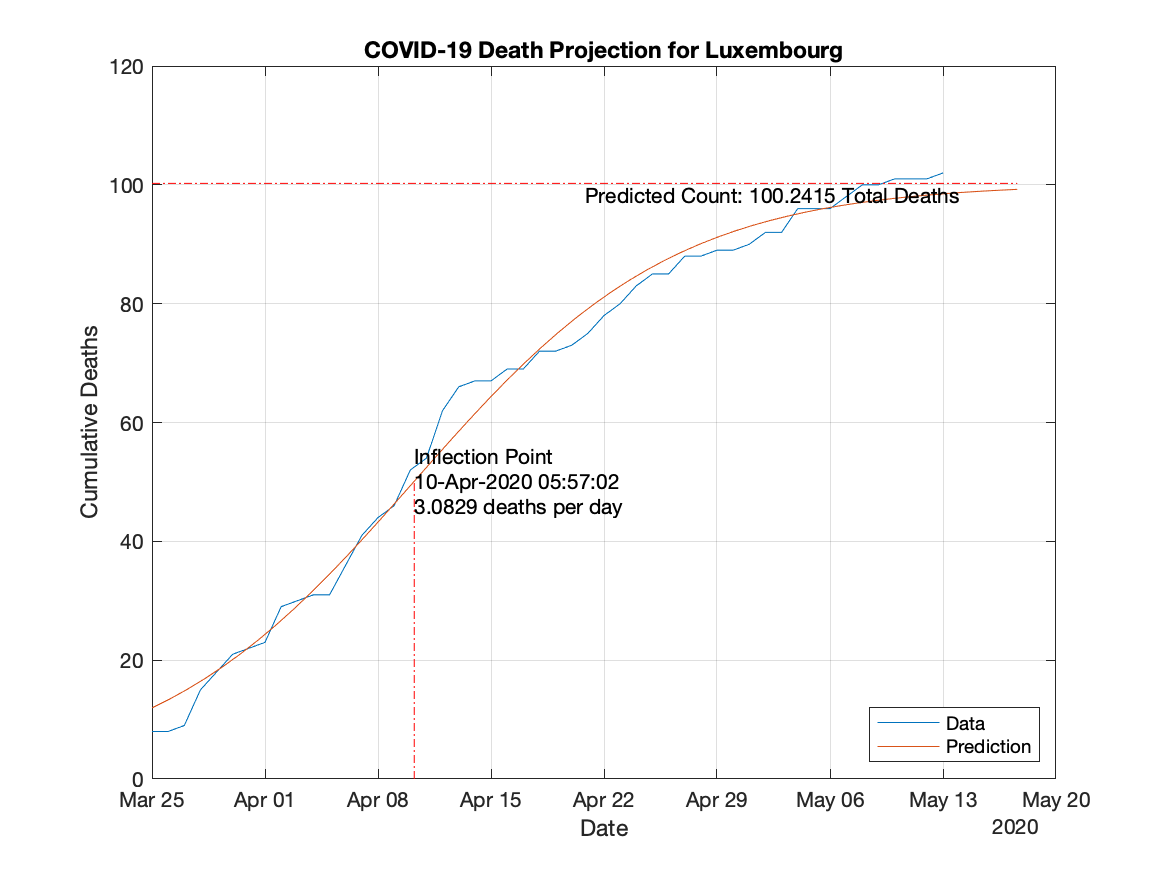 COVID-19 Death Projection for Luxembourg
120
100
80
60
40
20
0
Cumulative Deaths
Predicted Count: 100.2415 Total Deaths
Inflection Point
10-Apr-2020 05:57:02
3.0829 deaths per day
Data
Prediction
Mar 25 Apr 01 Apr 08 Apr 15 Apr 22 Apr 29 May 06 May 13 May 20
Date
2020